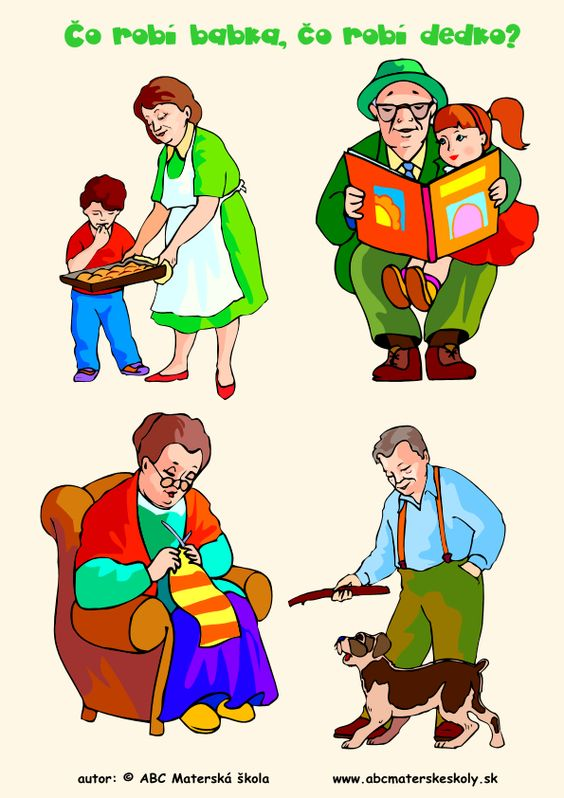 Čo robí babka, čo robí dedko?
autor: © ABC Materská škola
www.abcmaterskeskoly.sk